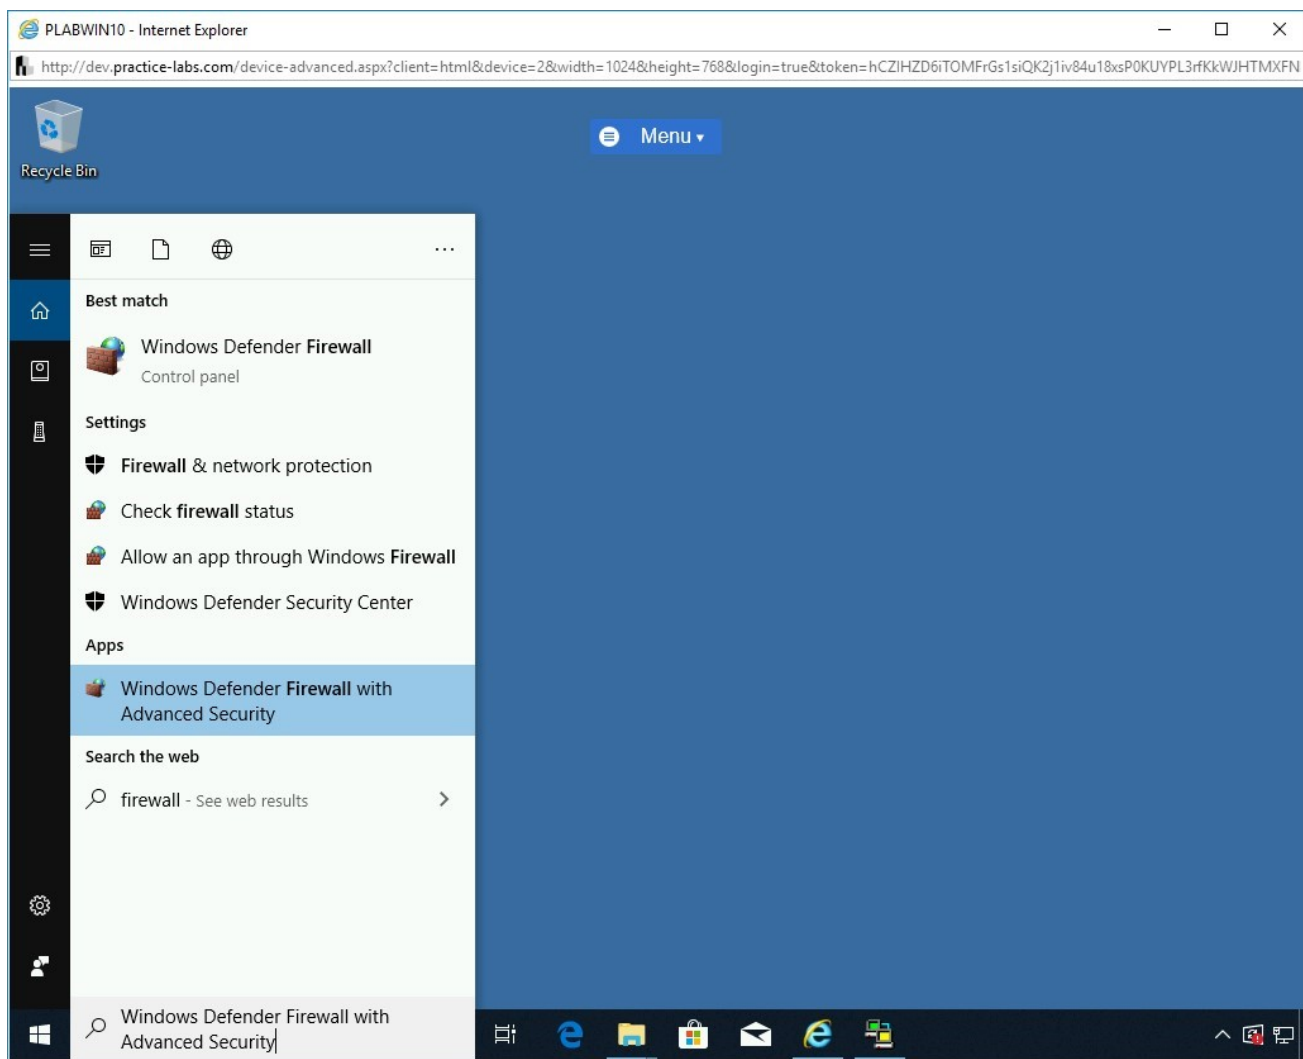 PLABWIN10 - Internet Explorer
http://dev.practice-labs.com/device-advanced.aspx?client=html&device=2&width=1024&height=768&login=true&token=hCZIHZD6iTOMFrGs1siQK2j1iv84u18xsP0KUYPL3rfKkWJHTMXFN
Recycle Bin
Menu
Best match
Windows Defender Firewall
Control panel
Settings
Firewall & network protection
Check firewall status
Allow an app through Windows Firewall
Windows Defender Security Center
Apps
Windows Defender Firewall with
Advanced Security
Search the web
firewall - See web results
Windows Defender Firewall with
Advanced Security